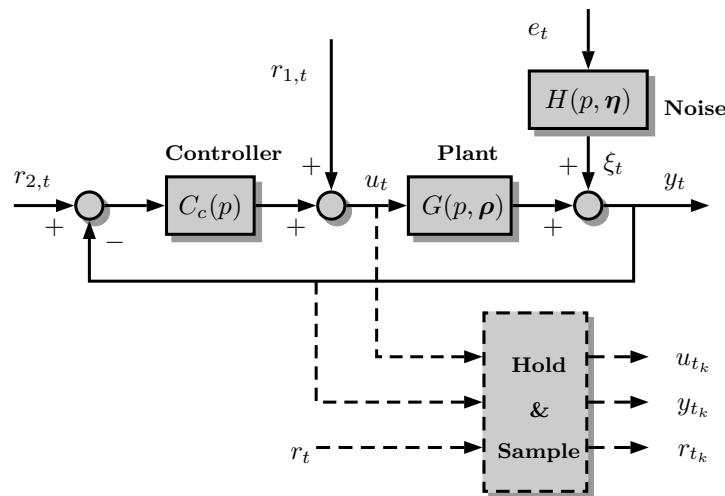 e_t
r_{1,t}
H(p, η)
Noise
Controller
+
Plant
+
ξ_t
r_{2,t}
C_c(p)
u_t
G(p, ρ)
y_t
+
−
+
+
Hold
u_{t_k}
&
y_{t_k}
r_t
Sample
r_{t_k}